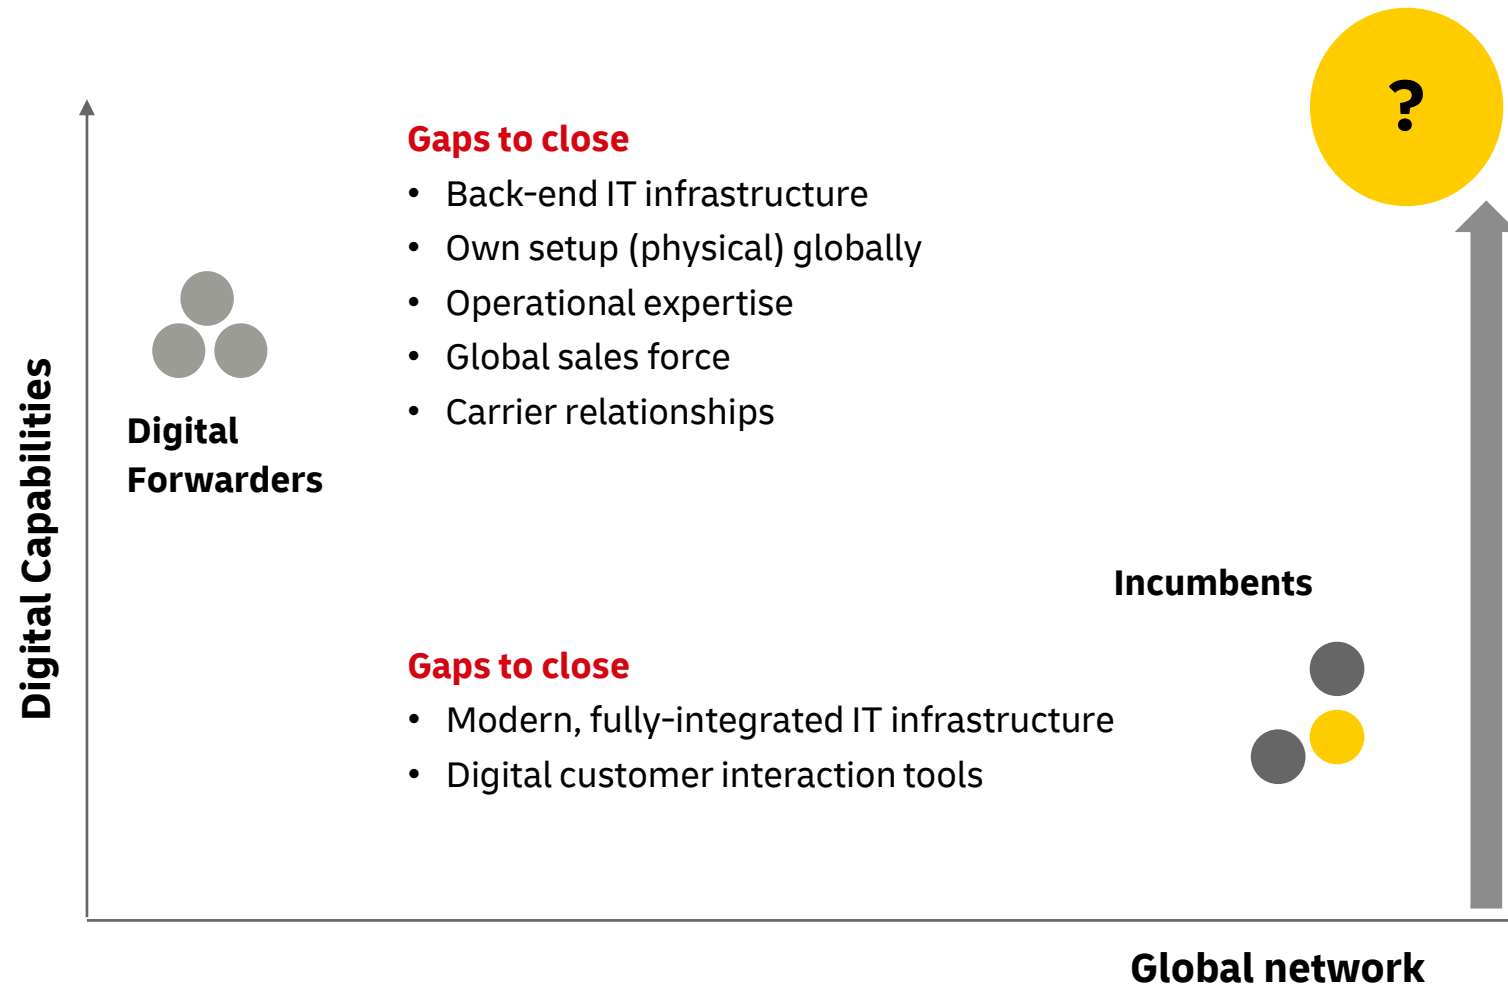 ?
Gaps to close
• Back-end IT infrastructure
• Own setup (physical) globally
• Operational expertise
• Global sales force
• Carrier relationships
Digital
Forwarders
Digital Capabilities
Incumbents
Gaps to close
• Modern, fully-integrated IT infrastructure
• Digital customer interaction tools
Global network